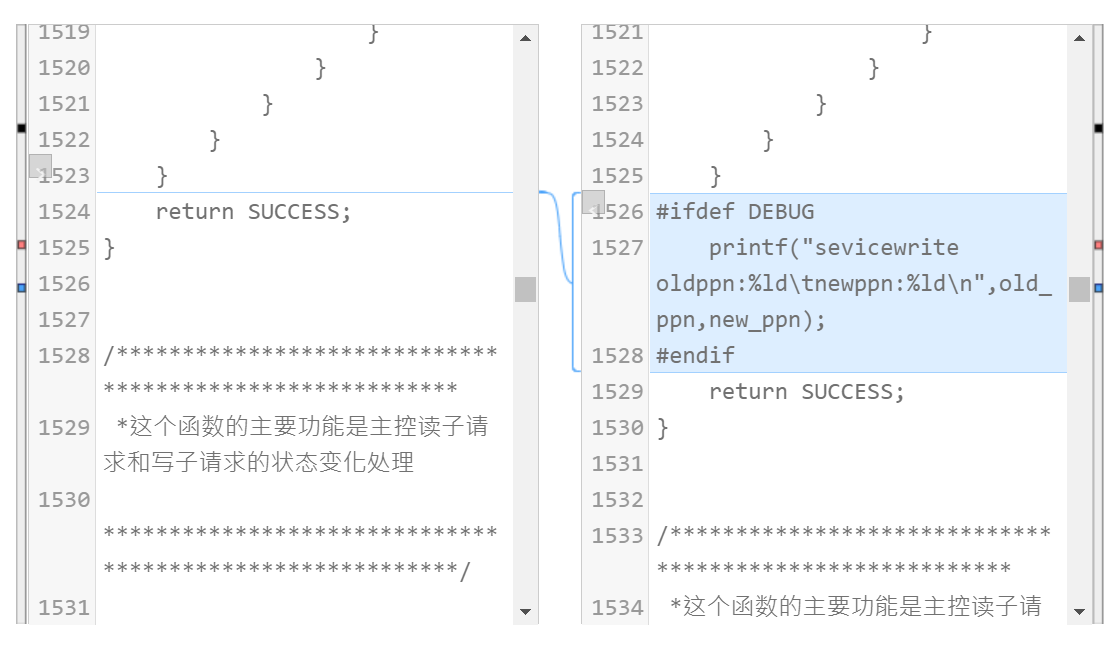 1519                     }
1520                 }
1521             }
1522         }
1523     }
1524     return SUCCESS;
1525 }
1526
1527
1528 /*****************************
***************************
1529  *这个函数的主要功能是主控读子请
求和写子请求的状态变化处理
1530
******************************
***************************/
1531
1521                     }
1522                 }
1523             }
1524         }
1525     }
1526 #ifdef DEBUG
1527     printf("sevicewrite
oldppn:%ld\tnewppn:%ld\n",old_
ppn,new_ppn);
1528 #endif
1529     return SUCCESS;
1530 }
1531
1532
1533 /*****************************
***************************
1534  *这个函数的主要功能是主控读子请